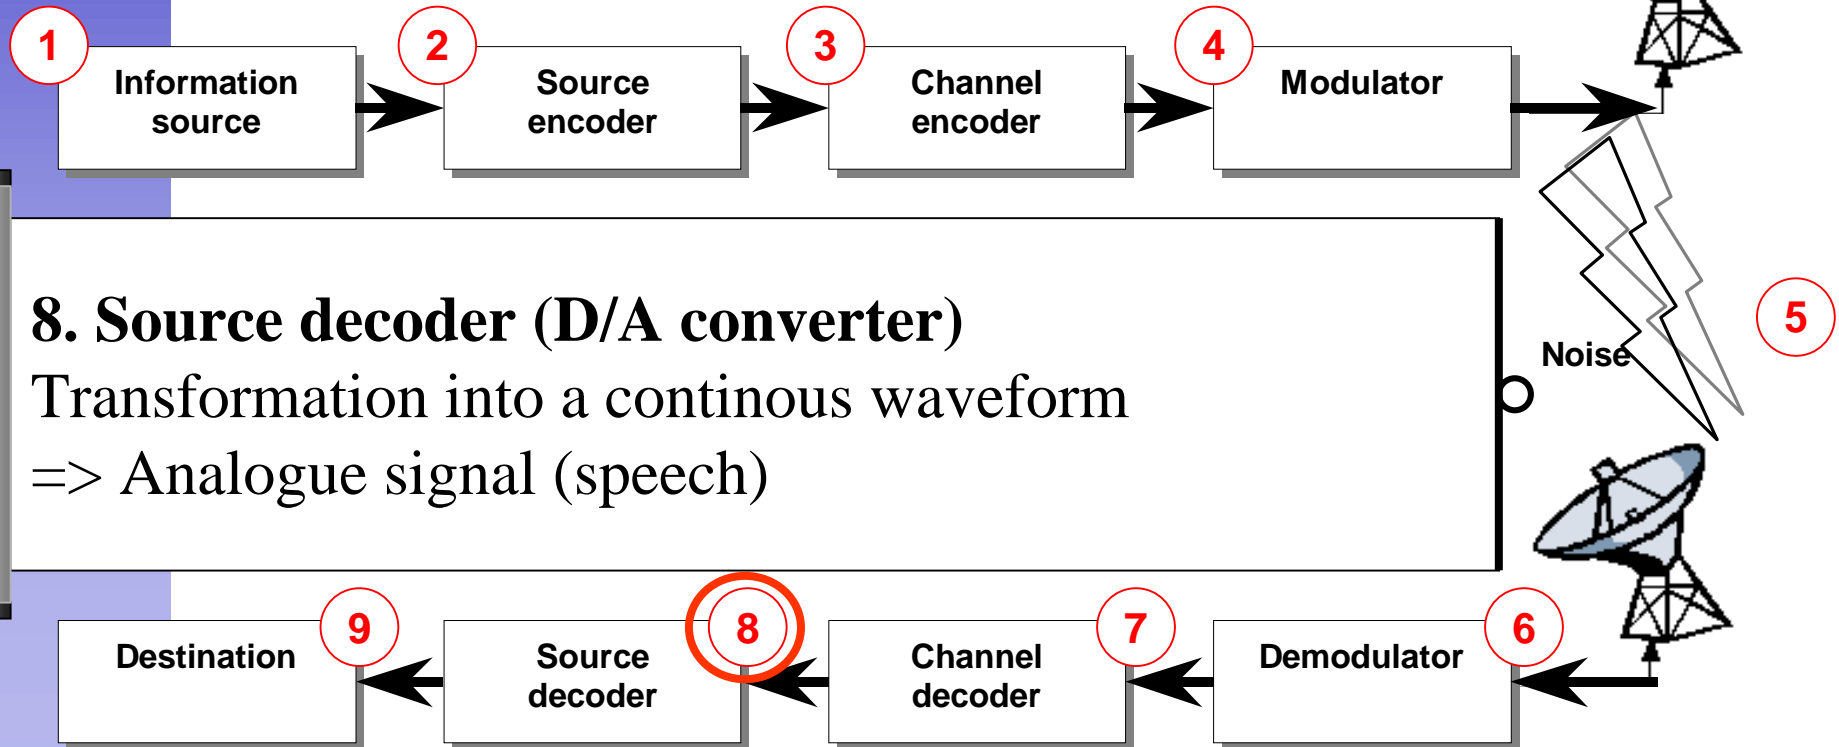 1
Information
source
2
Source
encoder
3
Channel
encoder
4
Modulator
8. Source decoder (D/A converter)
Transformation into a continous waveform
=> Analogue signal (speech)
Noise
5
Destination
9
Source
decoder
8
Channel
decoder
7
Demodulator
6